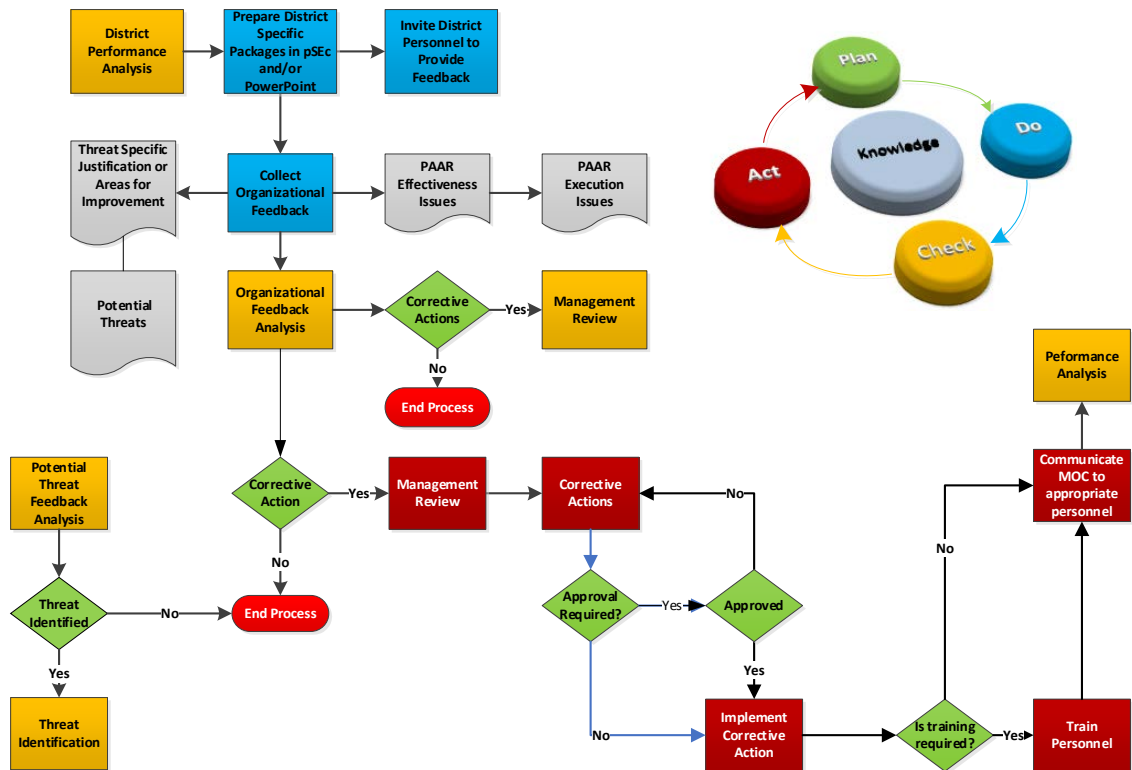 District
Performance
Analysis
Prepare District
Specific
Packages in pSEc
and/or
PowerPoint
Invite District
Personnel to
Provide
Feedback
Plan
Do
Knowledge
Act
Check
Threat Specific
Justification or
Areas for
Improvement
Collect
Organizational
Feedback
PAAR
Effectiveness
Issues
PAAR
Execution
Issues
Potential
Threats
Organizational
Feedback
Analysis
Corrective
Actions
Yes
Management
Review
No
End Process
Peformance
Analysis
Potential
Threat
Feedback
Analysis
Corrective
Action
Yes
Management
Review
Corrective
Actions
No
Communicate
MOC to
appropriate
personnel
No
No
Threat
Identified
No
End Process
Approval
Required?
Yes
Approved
Yes
Yes
Threat
Identification
No
Implement
Corrective
Action
Is training
required?
Yes
Train
Personnel